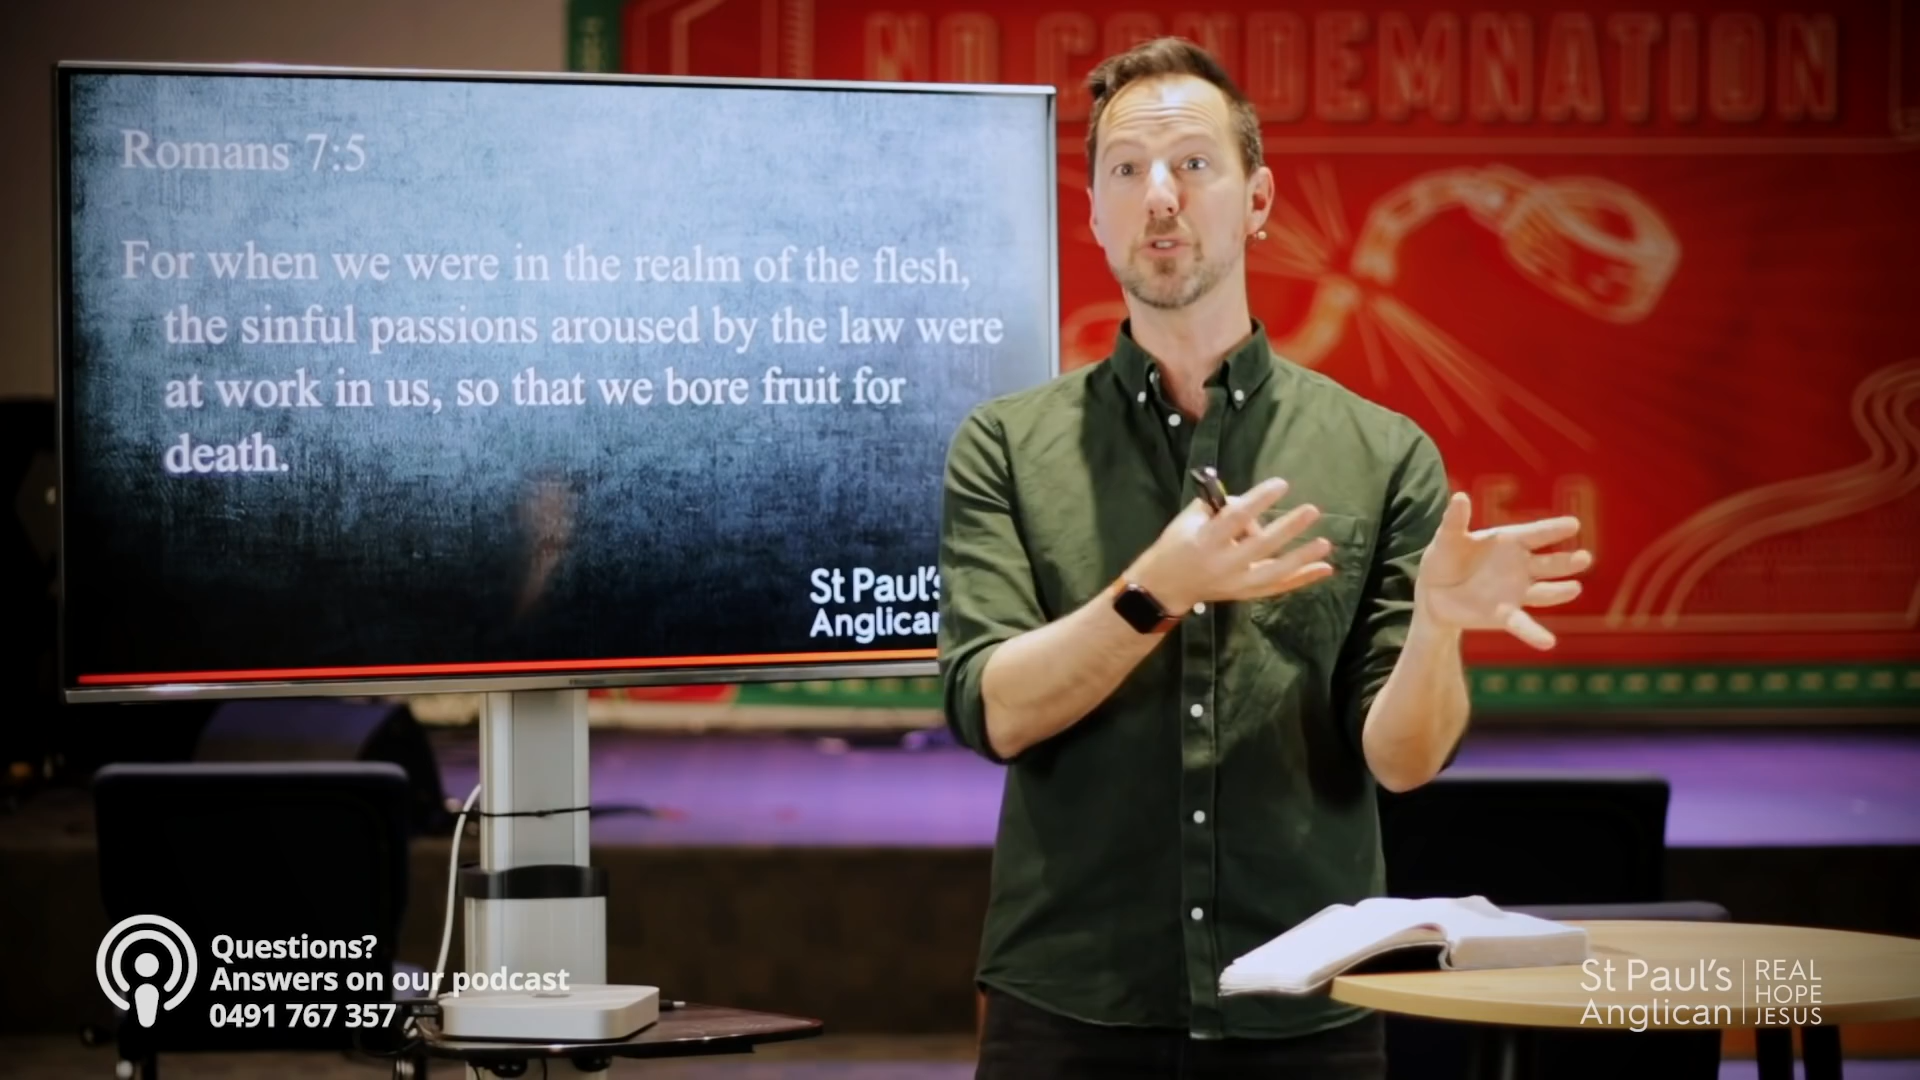 NO CONDEMNATION
Romans 7:5
For when we were in the realm of the flesh,
the sinful passions aroused by the law were
at work in us, so that we bore fruit for
death.
St Paul's
Anglican
Questions?
Answers on our podcast
0491 767 357
St Paul's
Anglican
REAL
HOPE
JESUS